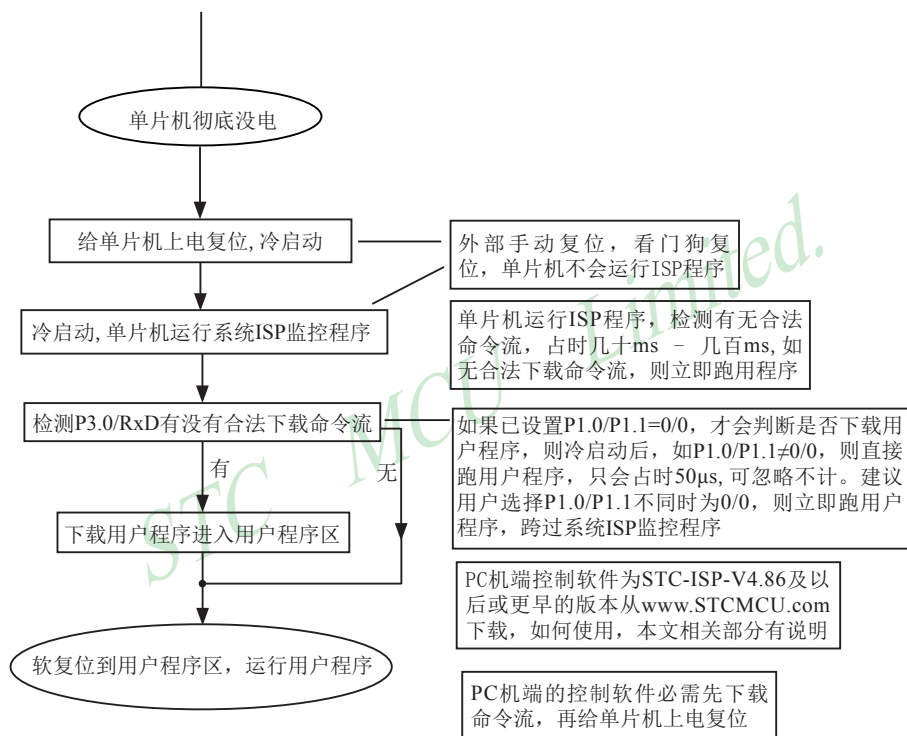 单片机彻底没电
给单片机上电复位,冷启动
外部手动复位，看门狗复
位，单片机不会运行ISP程序
冷启动,单片机运行系统ISP监控程序
单片机运行ISP程序，检测有无合法
命令流，占时几十ms － 几百ms,如
无合法下载命令流，则立即跑用程序
检测P3.0/RxD有没有合法下载命令流
如果已设置P1.0/P1.1=0/0，才会判断是否下载用
户程序，则冷启动后，如P1.0/P1.1≠0/0，则直接
跑用户程序，只会占时50μs,可忽略不计。建议
用户选择P1.0/P1.1不同时为0/0，则立即跑用户
程序，跨过系统ISP监控程序
有
无
下载用户程序进入用户程序区
PC机端控制软件为STC-ISP-V4.86及以
后或更早的版本从www.STCMCU.com
下载，如何使用，本文相关部分有说明
软复位到用户程序区，运行用户程序
PC机端的控制软件必需先下载
命令流，再给单片机上电复位
STC MCU Limited.